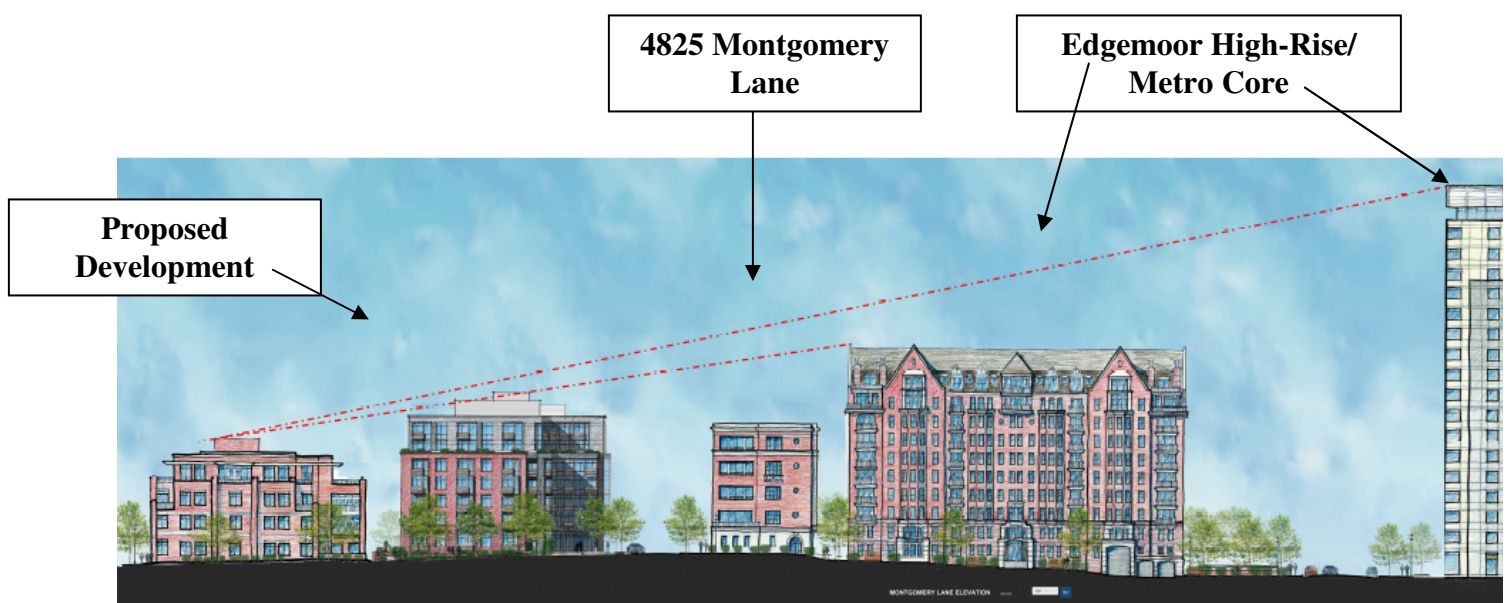 4825 Montgomery
Lane
Edgemoor High-Rise/
Metro Core
Proposed
Development
MONTGOMERY LANE ELEVATION